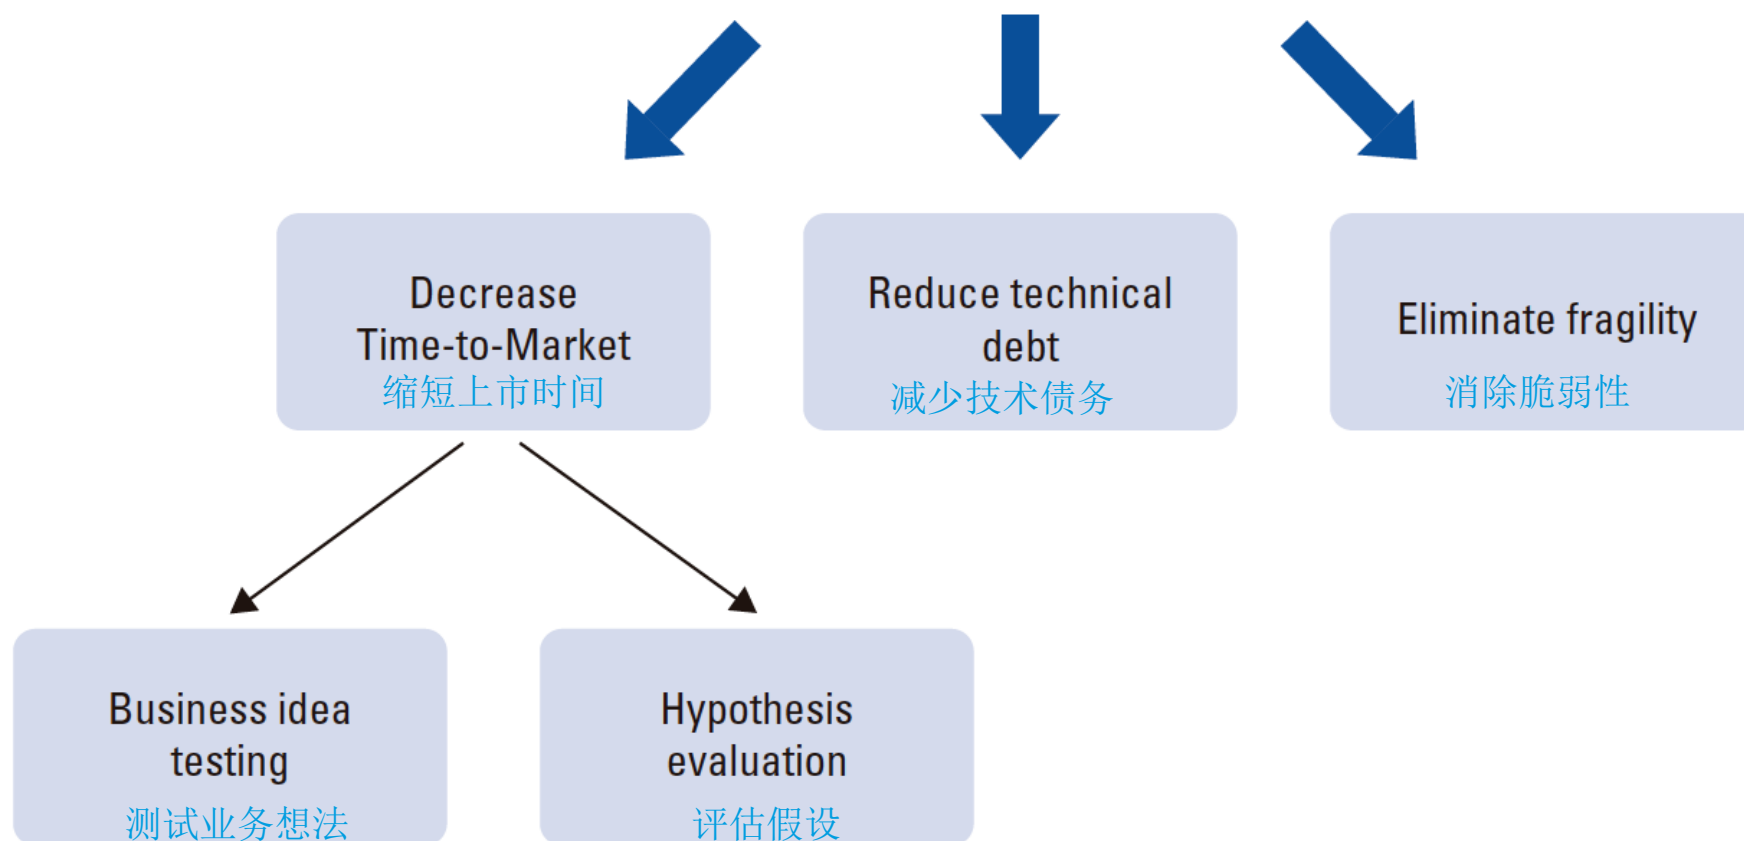 Decrease
Time-to-Market
缩短上市时间
Reduce technical
debt
减少技术债务
Eliminate fragility
消除脆弱性
Business idea
testing
测试业务想法
Hypothesis
evaluation
评估假设